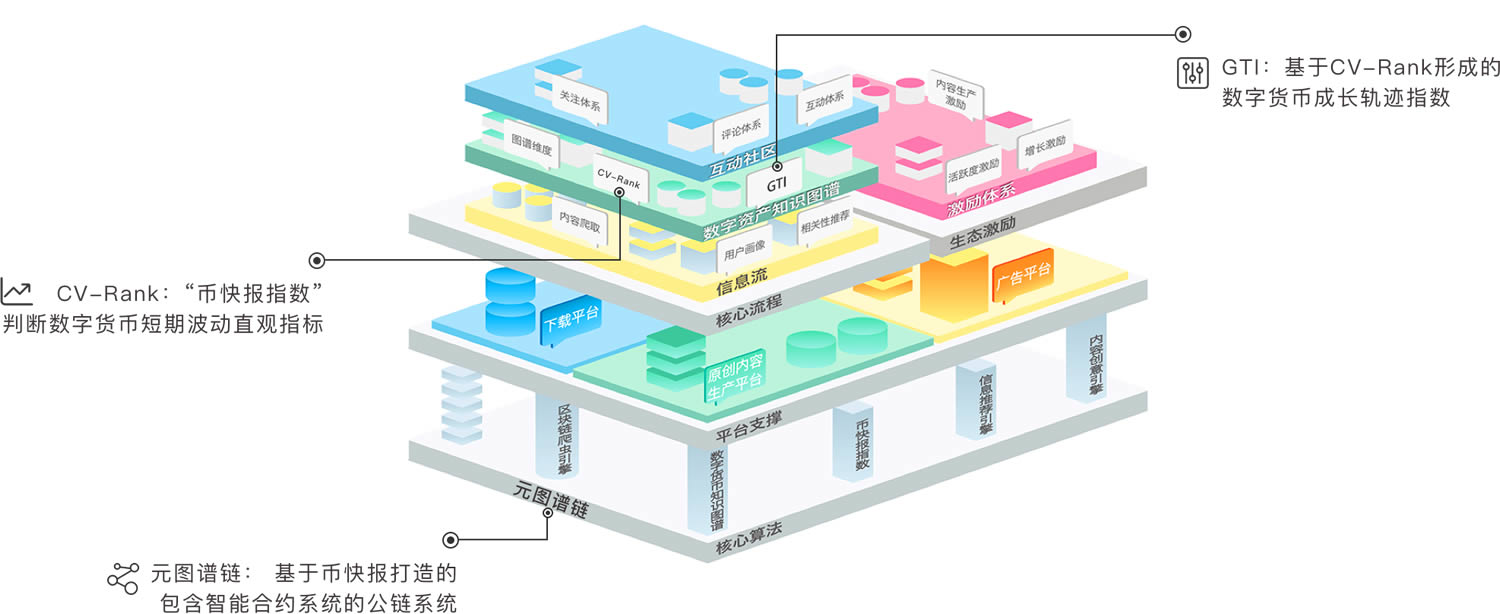 GTI：基于CV-Rank形成的
数字货币成长轨迹指数
关注体系
互动体系
评论体系
互动社区
内容生产
激励
增长激励
活跃度激励
激励体系
生态激励
图谱维度
CV-Rank
GTI
数字资产知识图谱
内容爬取
相关性推荐
用户画像
信息流
核心流程
CV-Rank：“币快报指数”
判断数字货币短期波动直观指标
下载平台
广告平台
原创内容
生产平台
平台支撑
区块链爬虫引擎
数字货币知识图谱
币快报指数
信息推荐引擎
内容创意引擎
元图谱链
核心算法
元图谱链： 基于币快报打造的
包含智能合约系统的公链系统